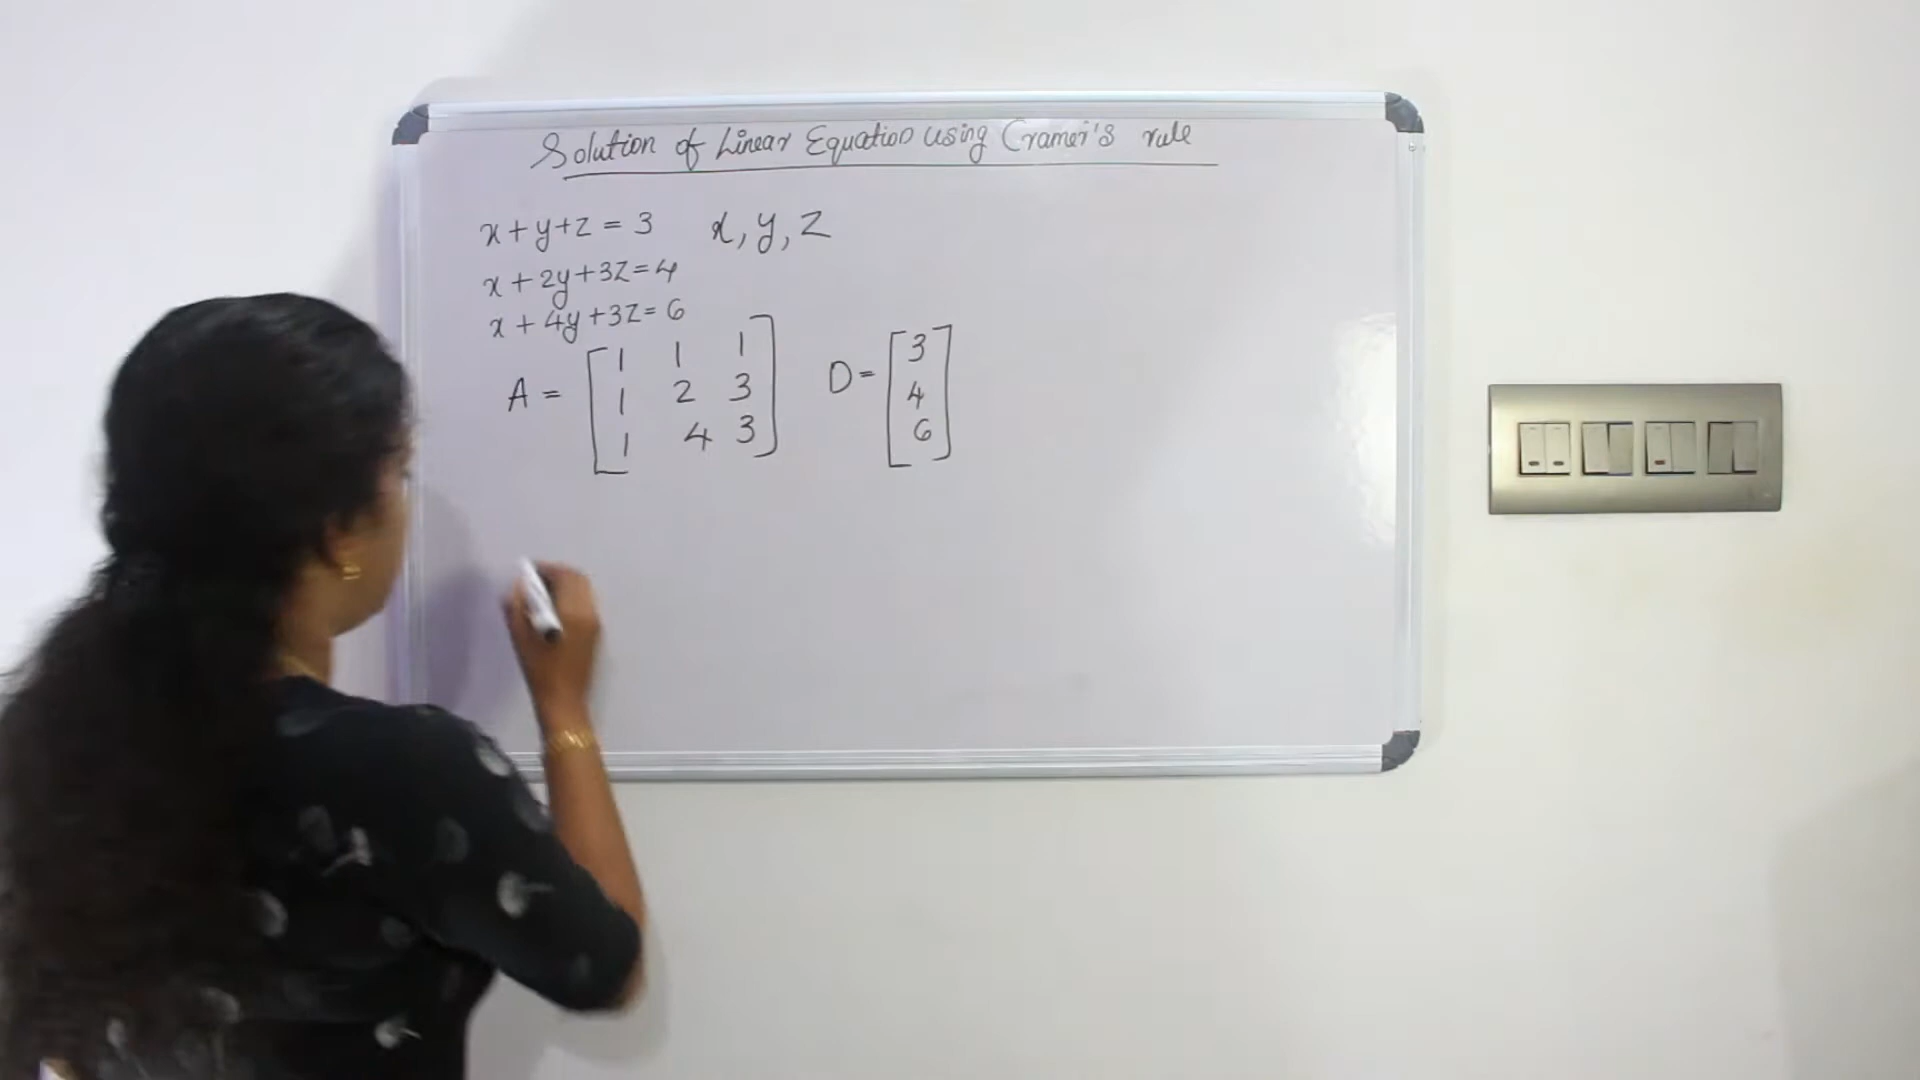 Solution of Linear Equation using Cramer's rule
x+y+z = 3 x, y, z
x + 2y+3z=4
x + 4y +3z= 6
A = [1 1 1
1 2 3
1 4 3] D = [3
4
6]